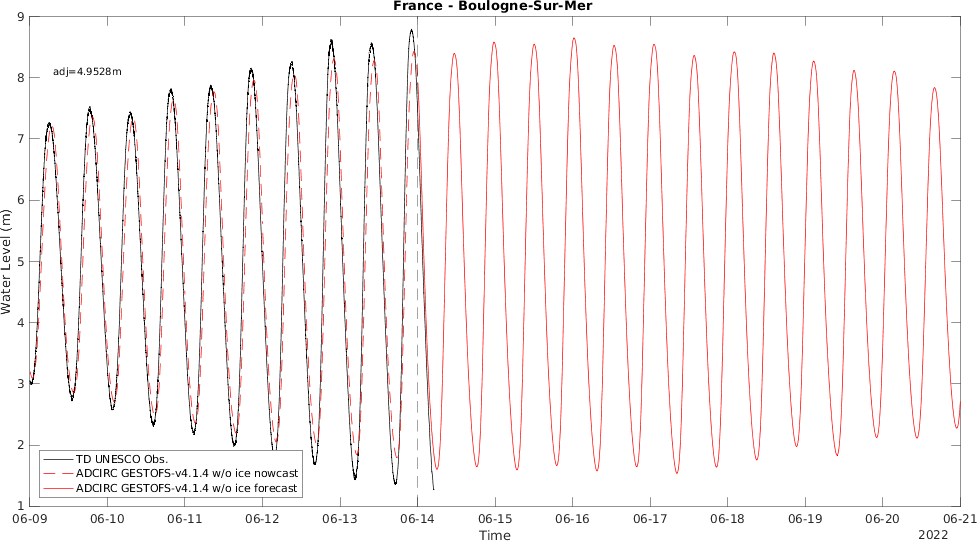 France - Boulogne-Sur-Mer
9
8
7
6
5
4
3
2
1
Water Level (m)
adj=4.9528m
TD UNESCO Obs.
ADCIRC GESTOFS-v4.1.4 w/o ice nowcast
ADCIRC GESTOFS-v4.1.4 w/o ice forecast
06-09 06-10 06-11 06-12 06-13 06-14 06-15 06-16 06-17 06-18 06-19 06-20 06-21
Time
2022